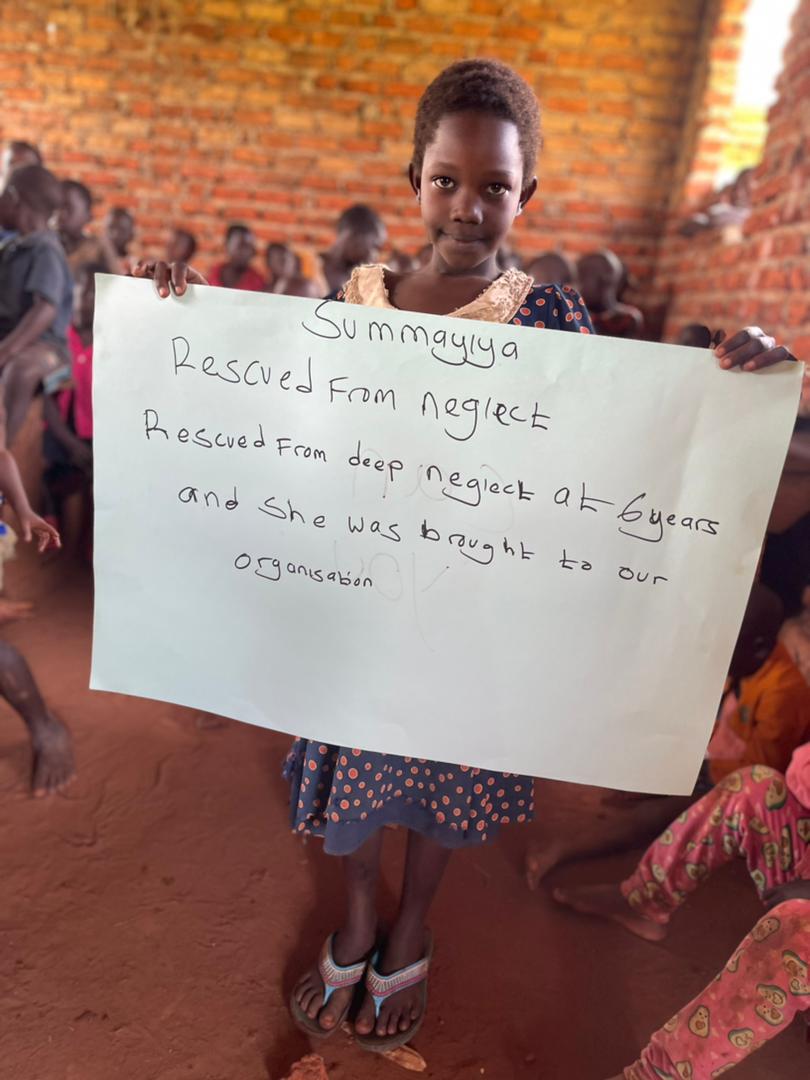 Summayiya
Rescued From neglect
Rescued From deep neglect at 6years
and She was brought to our
organisation